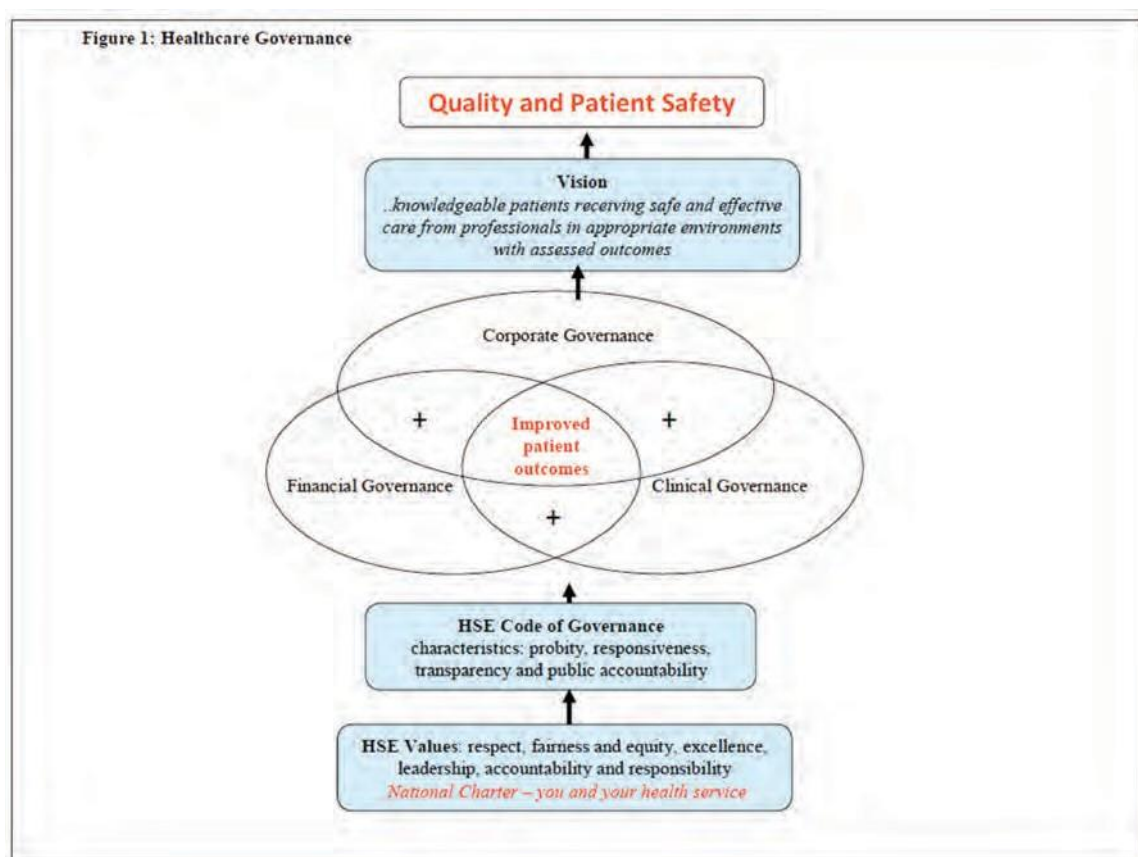 Figure 1: Healthcare Governance
Quality and Patient Safety
Vision
..knowledgeable patients receiving safe and effective
care from professionals in appropriate environments
with assessed outcomes
Corporate Governance
+
+
Improved
patient
outcomes
Financial Governance
Clinical Governance
+
HSE Code of Governance
characteristics: probity, responsiveness,
transparency and public accountability
HSE Values: respect, fairness and equity, excellence,
leadership, accountability and responsibility
National Charter – you and your health service